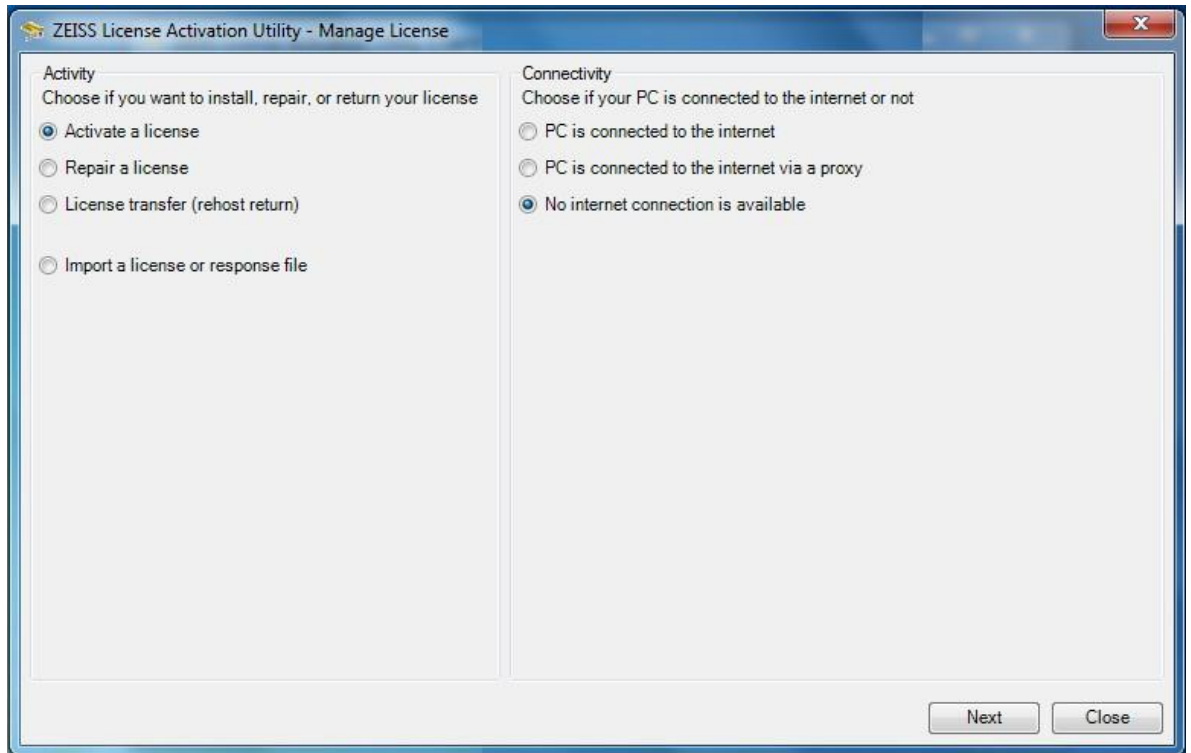 ZEISS License Activation Utility - Manage License
Activity
Choose if you want to install, repair, or return your license
Activate a license
Repair a license
License transfer (rehost return)
Import a license or response file
Connectivity
Choose if your PC is connected to the internet or not
PC is connected to the internet
PC is connected to the internet via a proxy
No internet connection is available
Next
Close